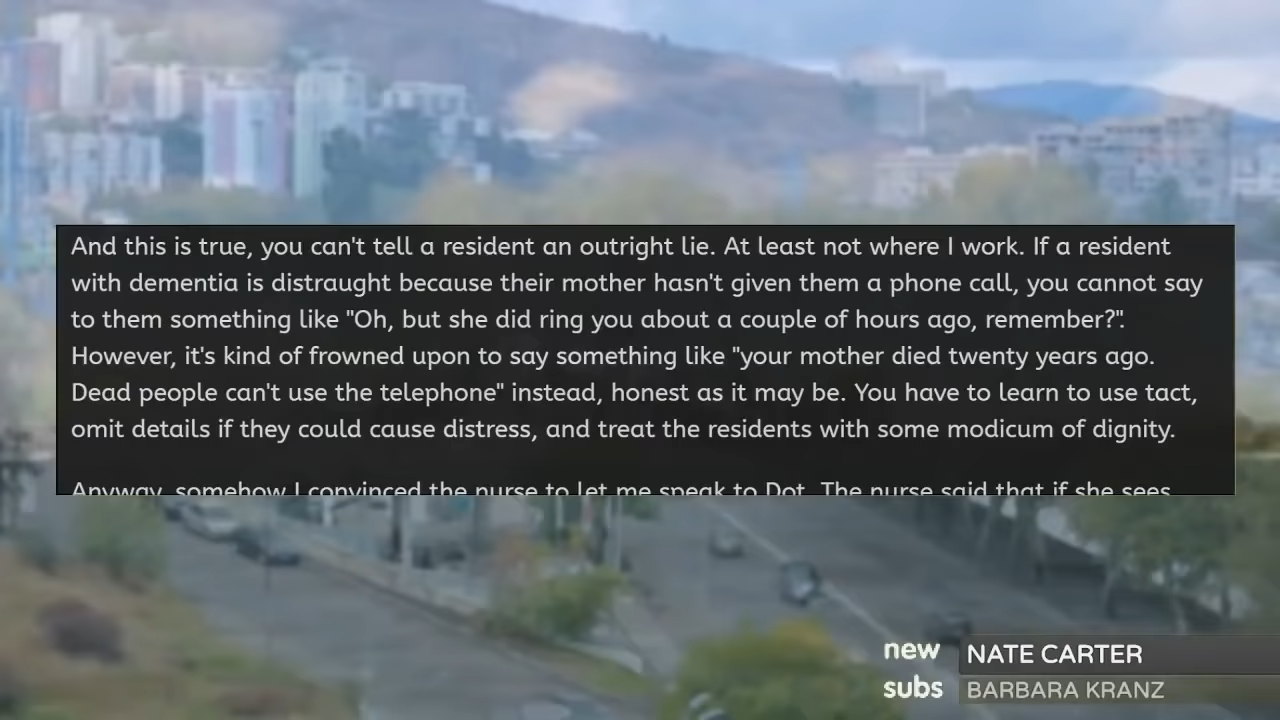 And this is true, you can't tell a resident an outright lie. At least not where I work. If a resident
with dementia is distraught because their mother hasn't given them a phone call, you cannot say
to them something like "Oh, but she did ring you about a couple of hours ago, remember?".
However, it's kind of frowned upon to say something like "your mother died twenty years ago.
Dead people can't use the telephone" instead, honest as it may be. You have to learn to use tact,
omit details if they could cause distress, and treat the residents with some modicum of dignity.
Anyway, somehow I convinced the nurse to let me speak to Dot. The nurse said that if she sees
new NATE CARTER
subs BARBARA KRANZ